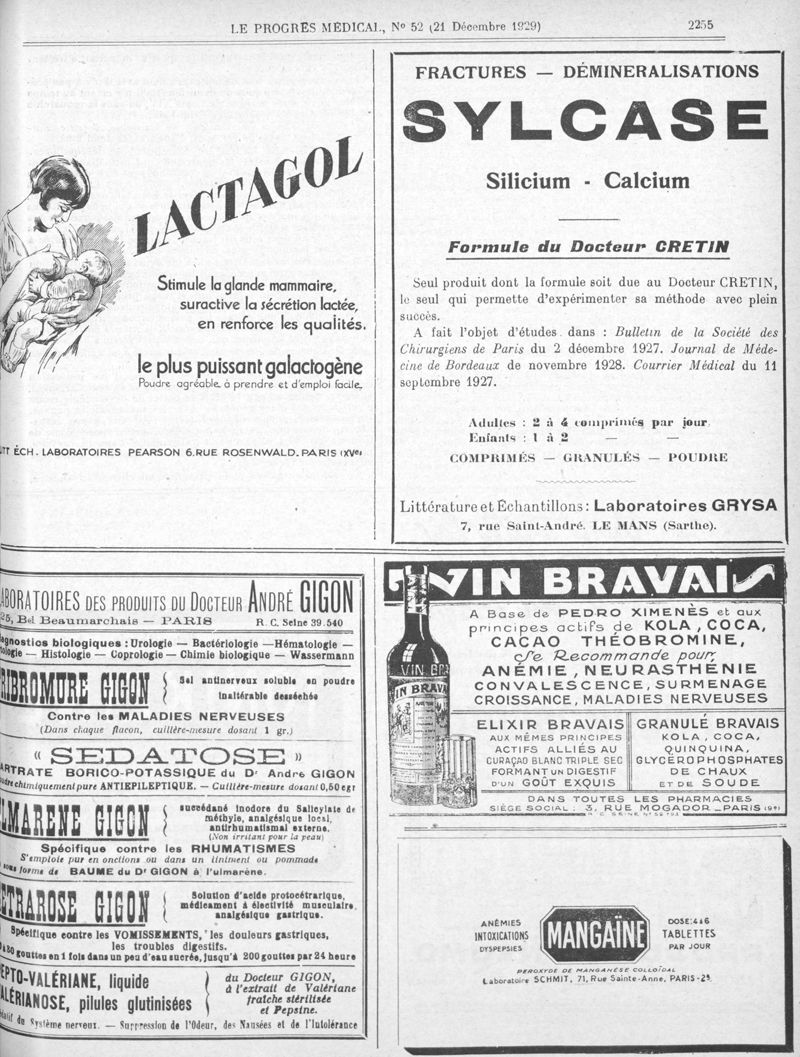 LE PROGRÈS MÉDICAL, N° 52 (21 Décembre 1929)
2255
LACTAGOL
Stimule la glande mammaire,
suractive la sécrétion lactée,
en renforce les qualités.
le plus puissant galactogène
Poudre agréable à prendre et d'emploi facile.
ÉCH. LABORATOIRES PEARSON 6.RUE ROSENWALD.PARIS (XVe)
FRACTURES — DÉMINERALISATIONS
SYLCASE
Silicium - Calcium
Formule du Docteur CRETIN
Seul produit dont la formule soit due au Docteur CRETIN,
le seul qui permette d'expérimenter sa méthode avec plein
succès.
A fait l'objet d'études dans : Bulletin de la Société des
Chirurgiens de Paris du 2 décembre 1927. Journal de Méde-
cine de Bordeaux de novembre 1928. Courrier Médical du 11
septembre 1927.
Adultes : 2 à 4 comprimés par jour
Enfants : 1 à 2 — —
COMPRIMÉS — GRANULÉS — POUDRE
Littérature et Échantillons : Laboratoires GRYSA
7, rue Saint-André. LE MANS (Sarthe).
ABORATOIRES DES PRODUITS DU DOCTEUR ANDRÉ GIGON
25, Bel Beaumarchais — PARIS R. C. Seine 39.540
agnostics biologiques : Urologie — Bactériologie —Hématologie —
ologie — Histologie — Coprologie — Chimie biologique — Wassermann
RIBROMURE GIGON { Sel antinerveux soluble en poudre
inaltérable desséchée
Contre les MALADIES NERVEUSES
(Dans chaque flacon, cuillère-mesure dosant 1 gr.)
« SEDATOSE »
ARTRATE BORICO-POTASSIQUE du Dr André GIGON
oudre chimiquement pure ANTIEPILEPTIQUE. — Cuillère-mesure dosant 0,50 cgr
LMARENE GIGON { succédané inodore du Salicylate de
méthyle, analgésique local,
antirhumatismal externe.
(Non irritant pour la peau)
Spécifique contre les RHUMATISMES
S'emploie pur en onctions ou dans un liniment ou pommade
sous forme de BAUME du Dr GIGON à l'ulmarène.
ETRAROSE GIGON { Solution d'acide protocétrarique,
médicament à électivité musculaire,
analgésique gastrique.
Spécifique contre les VOMISSEMENTS, les douleurs gastriques,
les troubles digestifs.
à 30 gouttes en 1 fois dans un peu d'eau sucrée, jusqu'à 200 gouttes par 24 heure
EPTO-VALÉRIANE, liquide
ALÉRIANOSE, pilules glutinisées
du Docteur GIGON,
à l'extrait de Valériane
fraîche stérilisée
et Pepsine.
datif du Système nerveux. — Suppression de l'Odeur, des Nausées et de l'Intolérance
VIN BRAVAIS
A Base de PEDRO XIMENÈS et aux
principes actifs de KOLA, COCA,
CACAO THÉOBROMINE,
Se Recommande pour,
ANÉMIE, NEURASTHÉNIE
CONVALESCENCE, SURMENAGE
CROISSANCE, MALADIES NERVEUSES
VIN BRA
VIN BRAVAI
ELIXIR BRAVAIS
AUX MÊMES PRINCIPES
ACTIFS ALLIÉS AU
CURAÇAO BLANC TRIPLE SEC
FORMANT UN DIGESTIF
D'UN GOÛT EXQUIS
GRANULÉ BRAVAIS
KOLA, COCA,
QUINQUINA,
GLYCÉROPHOSPHATES
DE CHAUX
ET DE SOUDE
DANS TOUTES LES PHARMACIES
SIÈGE SOCIAL : 3, RUE MOGADOR _ PARIS (9e)
ANÉMIES
INTOXICATIONS
DYSPEPSIES
MANGAÏNE
DOSE: 4 à 6
TABLETTES
PAR JOUR
PEROXYDE DE MANGANÈSE COLLOÏDAL
Laboratoire SCHMIT, 71, Rue Sainte-Anne, PARIS-2e